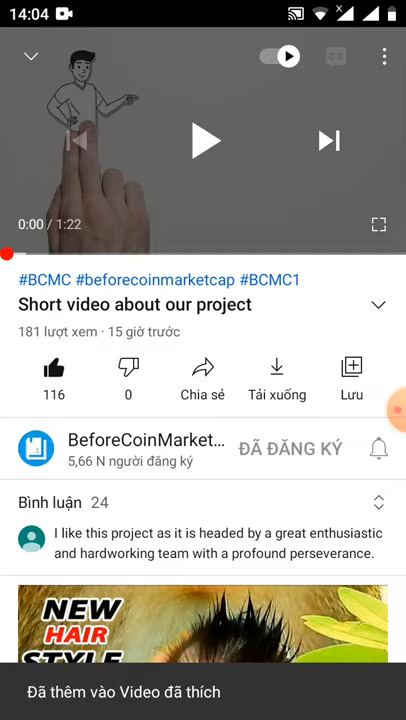 14:04
0:00 / 1:22
#BCMC #beforecoinmarketcap #BCMC1
Short video about our project
181 lượt xem · 15 giờ trước
116
0
Chia sẻ
Tải xuống
Lưu
BeforeCoinMarket...
ĐÃ ĐĂNG KÝ
5,66 N người đăng ký
Bình luận 24
I like this project as it is headed by a great enthusiastic
and hardworking team with a profound perseverance.
NEW
HAIR
STYLE
Đã thêm vào Video đã thích